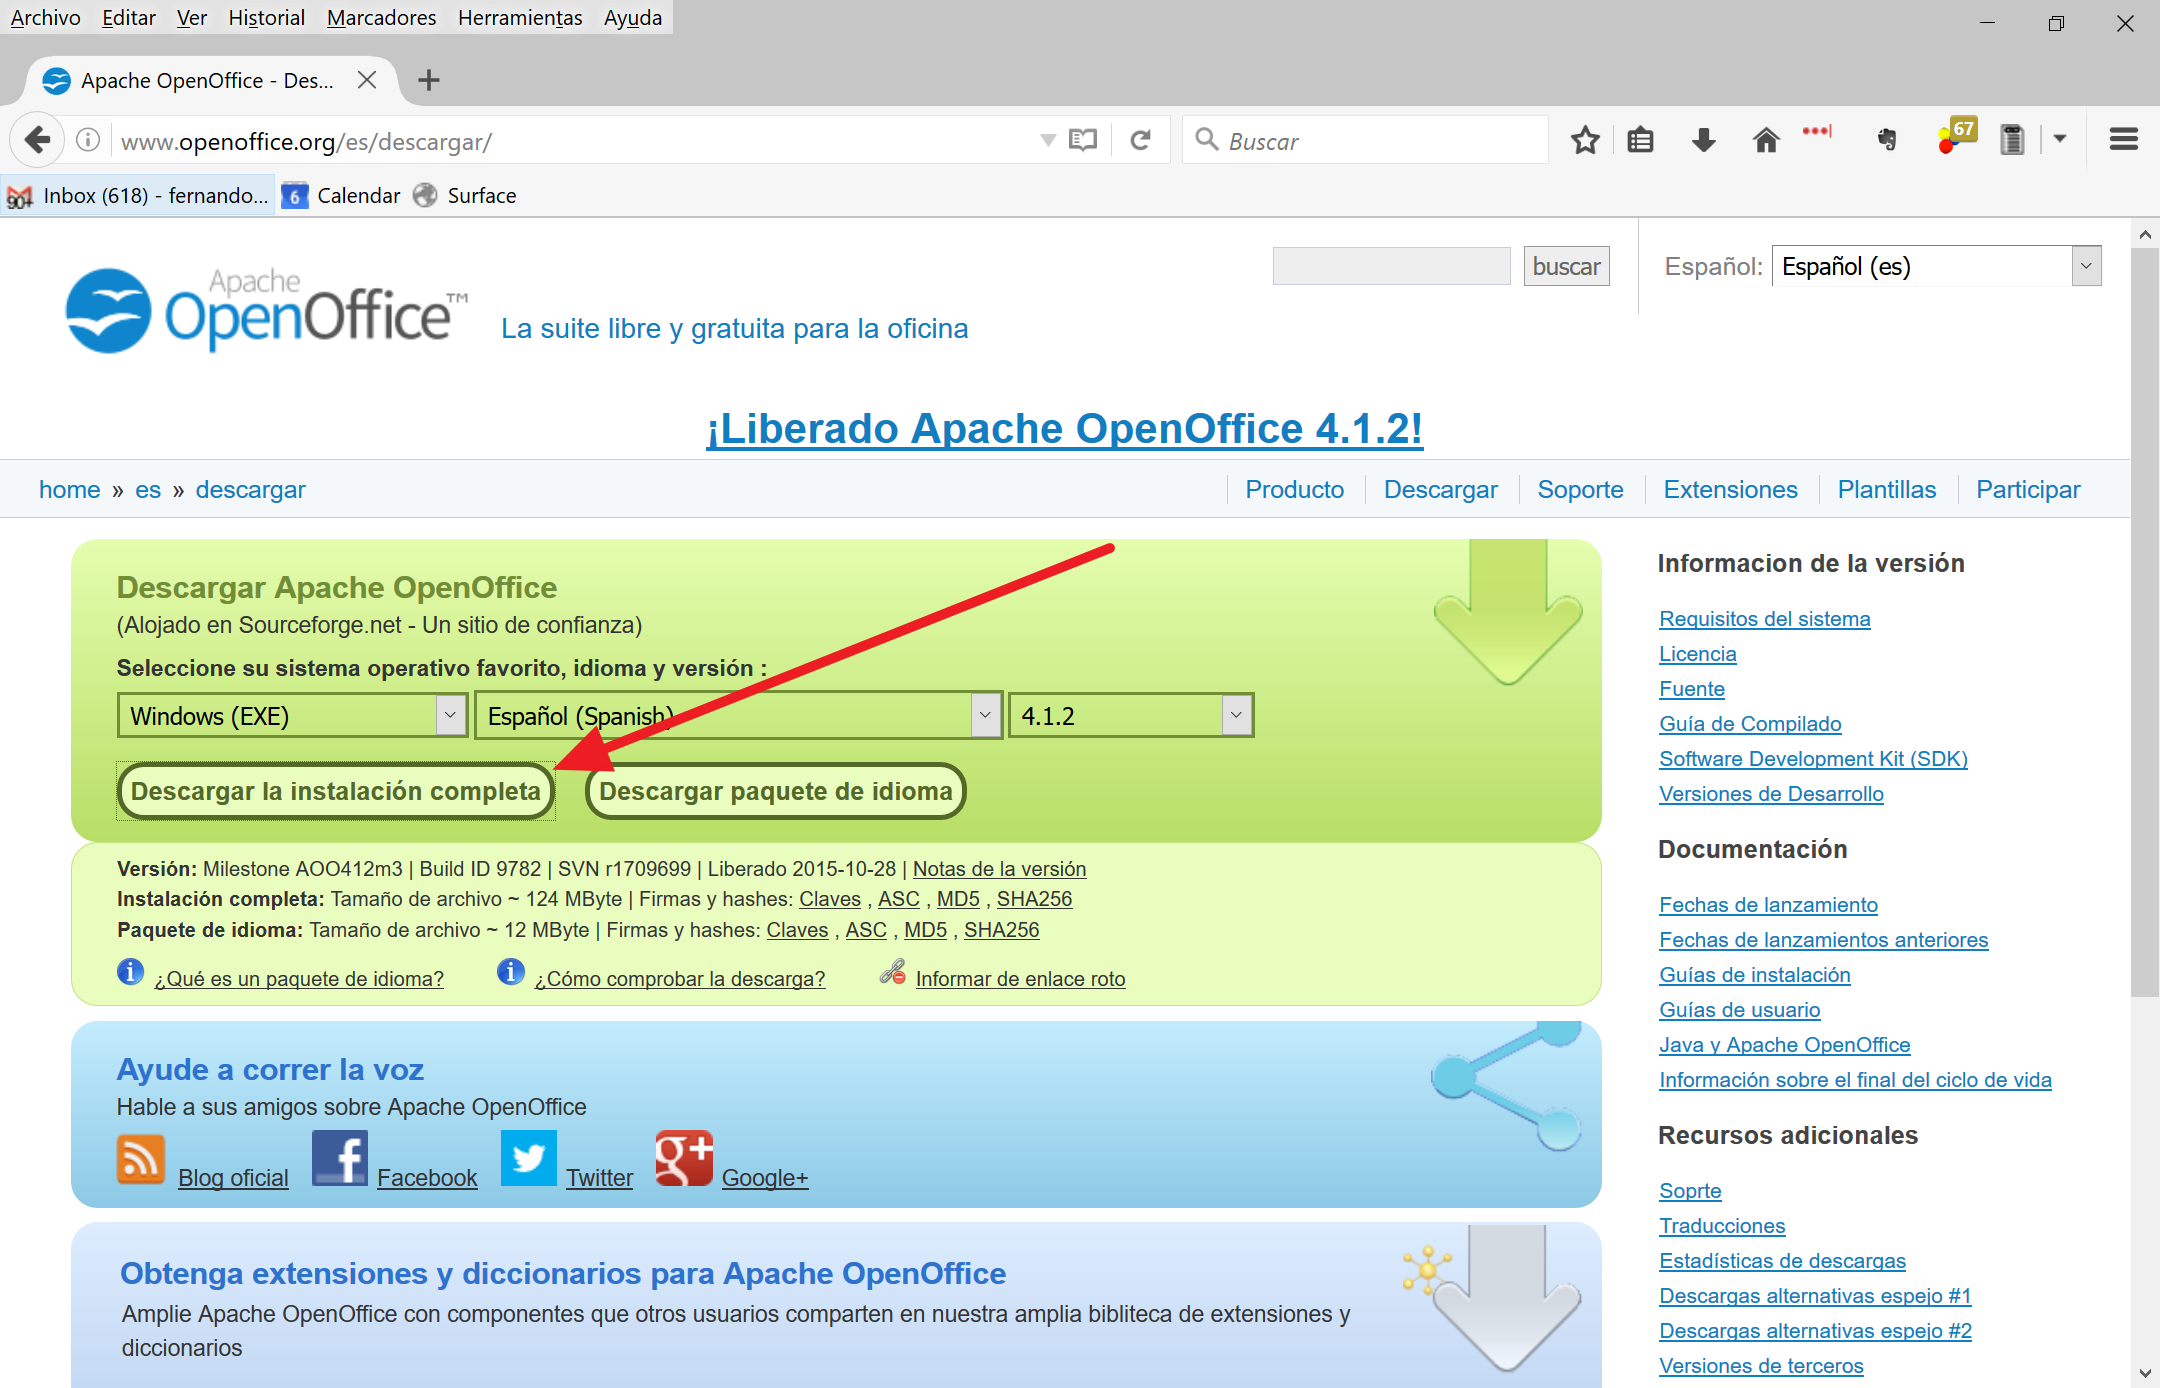 Archivo Editar Ver Historial Marcadores Herramientas Ayuda
Apache OpenOffice - Des...
www.openoffice.org/es/descargar/
Buscar
67
Inbox (618) - fernando...
6
Calendar
Surface
Apache
OpenOffice™
La suite libre y gratuita para la oficina
buscar
Español:
Español (es)
¡Liberado Apache OpenOffice 4.1.2!
home » es » descargar
Producto
Descargar
Soporte
Extensiones
Plantillas
Participar
Descargar Apache OpenOffice
(Alojado en Sourceforge.net - Un sitio de confianza)
Seleccione su sistema operativo favorito, idioma y versión :
Windows (EXE)
Español (Spanish)
4.1.2
Descargar la instalación completa
Descargar paquete de idioma
Versión: Milestone AOO412m3 | Build ID 9782 | SVN r1709699 | Liberado 2015-10-28 | Notas de la versión
Instalación completa: Tamaño de archivo ~ 124 MByte | Firmas y hashes: Claves , ASC , MD5 , SHA256
Paquete de idioma: Tamaño de archivo ~ 12 MByte | Firmas y hashes: Claves , ASC , MD5 , SHA256
¿Qué es un paquete de idioma?
¿Cómo comprobar la descarga?
Informar de enlace roto
Ayude a correr la voz
Hable a sus amigos sobre Apache OpenOffice
Blog oficial
Facebook
Twitter
g+
Google+
Obtenga extensiones y diccionarios para Apache OpenOffice
Amplie Apache OpenOffice con componentes que otros usuarios comparten en nuestra amplia bibliteca de extensiones y
diccionarios
Informacion de la versión
Requisitos del sistema
Licencia
Fuente
Guía de Compilado
Software Development Kit (SDK)
Versiones de Desarrollo
Documentación
Fechas de lanzamiento
Fechas de lanzamientos anteriores
Guías de instalación
Guías de usuario
Java y Apache OpenOffice
Información sobre el final del ciclo de vida
Recursos adicionales
Soprte
Traducciones
Estadísticas de descargas
Descargas alternativas espejo #1
Descargas alternativas espejo #2
Versiones de terceros